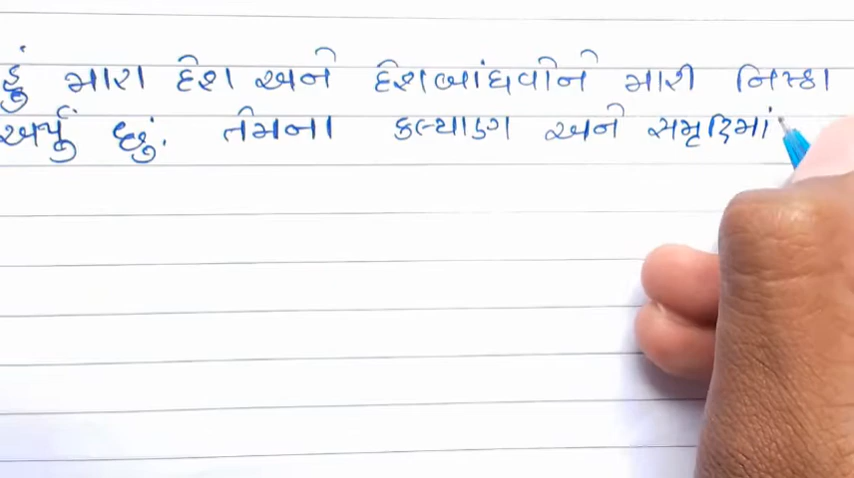 હું મારા દેશ અને દેશબાંધવોને મારી નિષ્ઠા
અર્પું છું. તેમના કલ્યાણ અને સમૃદ્ધિમાં